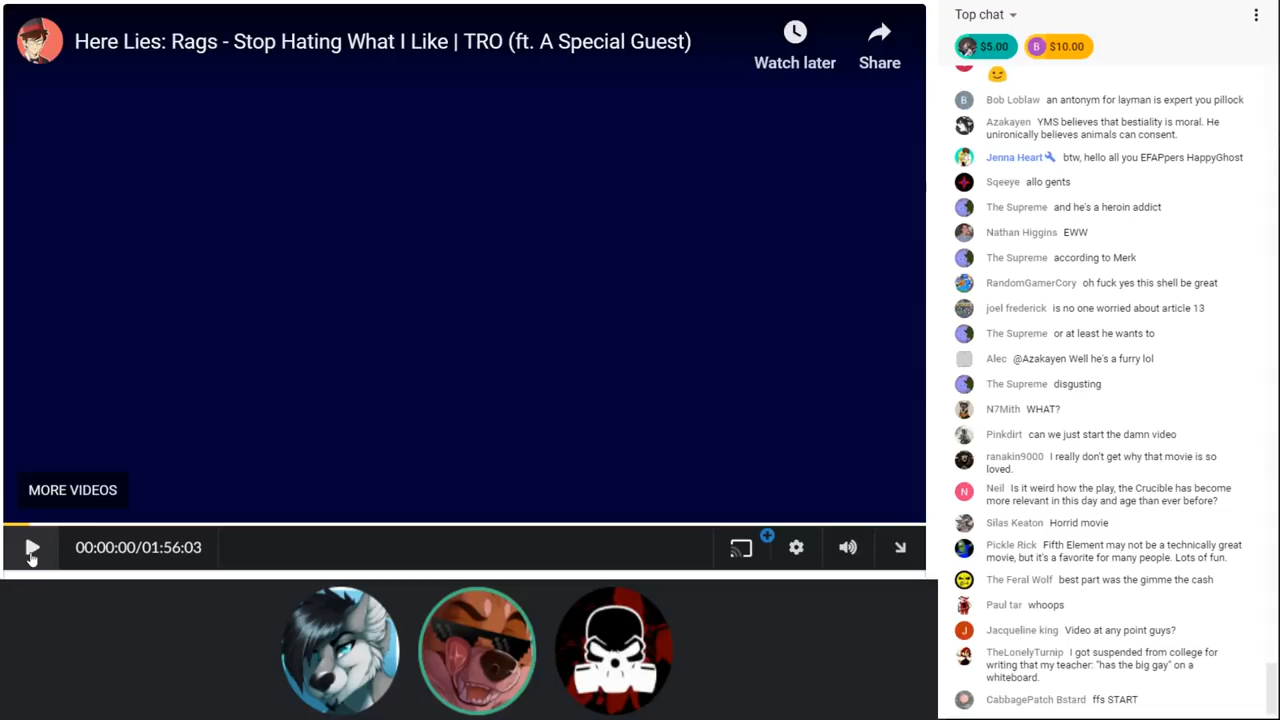 Here Lies: Rags - Stop Hating What I Like | TRO (ft. A Special Guest)
Watch later
Share
MORE VIDEOS
00:00:00/01:56:03
Top chat
$5.00
B $10.00
B Bob Loblaw an antonym for layman is expert you pillock
Azakayen YMS believes that bestiality is moral. He
unironically believes animals can consent.
Jenna Heart btw, hello all you EFAPpers HappyGhost
Sqeeye allo gents
The Supreme and he's a heroin addict
Nathan Higgins EWW
The Supreme according to Merk
RandomGamerCory oh fuck yes this shell be great
joel frederick is no one worried about article 13
The Supreme or at least he wants to
Alec @Azakayen Well he's a furry lol
The Supreme disgusting
N7Mith WHAT?
Pinkdirt can we just start the damn video
ranakin9000 I really don't get why that movie is so
loved.
N Neil Is it weird how the play, the Crucible has become
more relevant in this day and age than ever before?
Silas Keaton Horrid movie
Pickle Rick Fifth Element may not be a technically great
movie, but it's a favorite for many people. Lots of fun.
The Feral Wolf best part was the gimme the cash
Paul tar whoops
J Jacqueline king Video at any point guys?
TheLonelyTurnip I got suspended from college for
writing that my teacher: "has the big gay" on a
whiteboard.
CabbagePatch Bstard ffs START